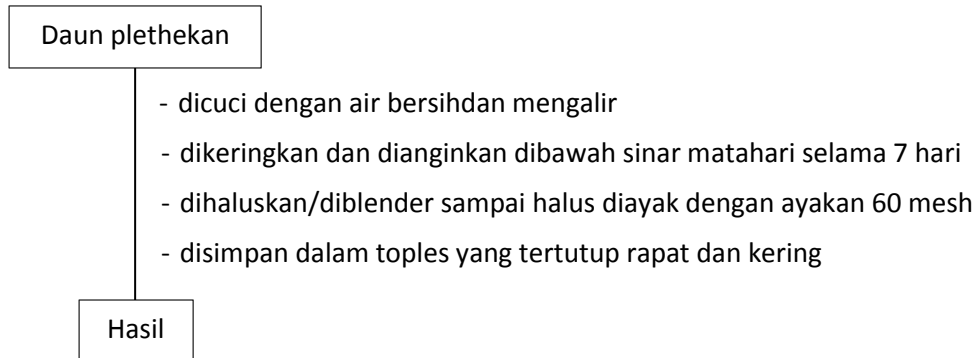 Daun plethekan
- dicuci dengan air bersihdan mengalir
- dikeringkan dan dianginkan dibawah sinar matahari selama 7 hari
- dihaluskan/diblender sampai halus diayak dengan ayakan 60 mesh
- disimpan dalam toples yang tertutup rapat dan kering
Hasil